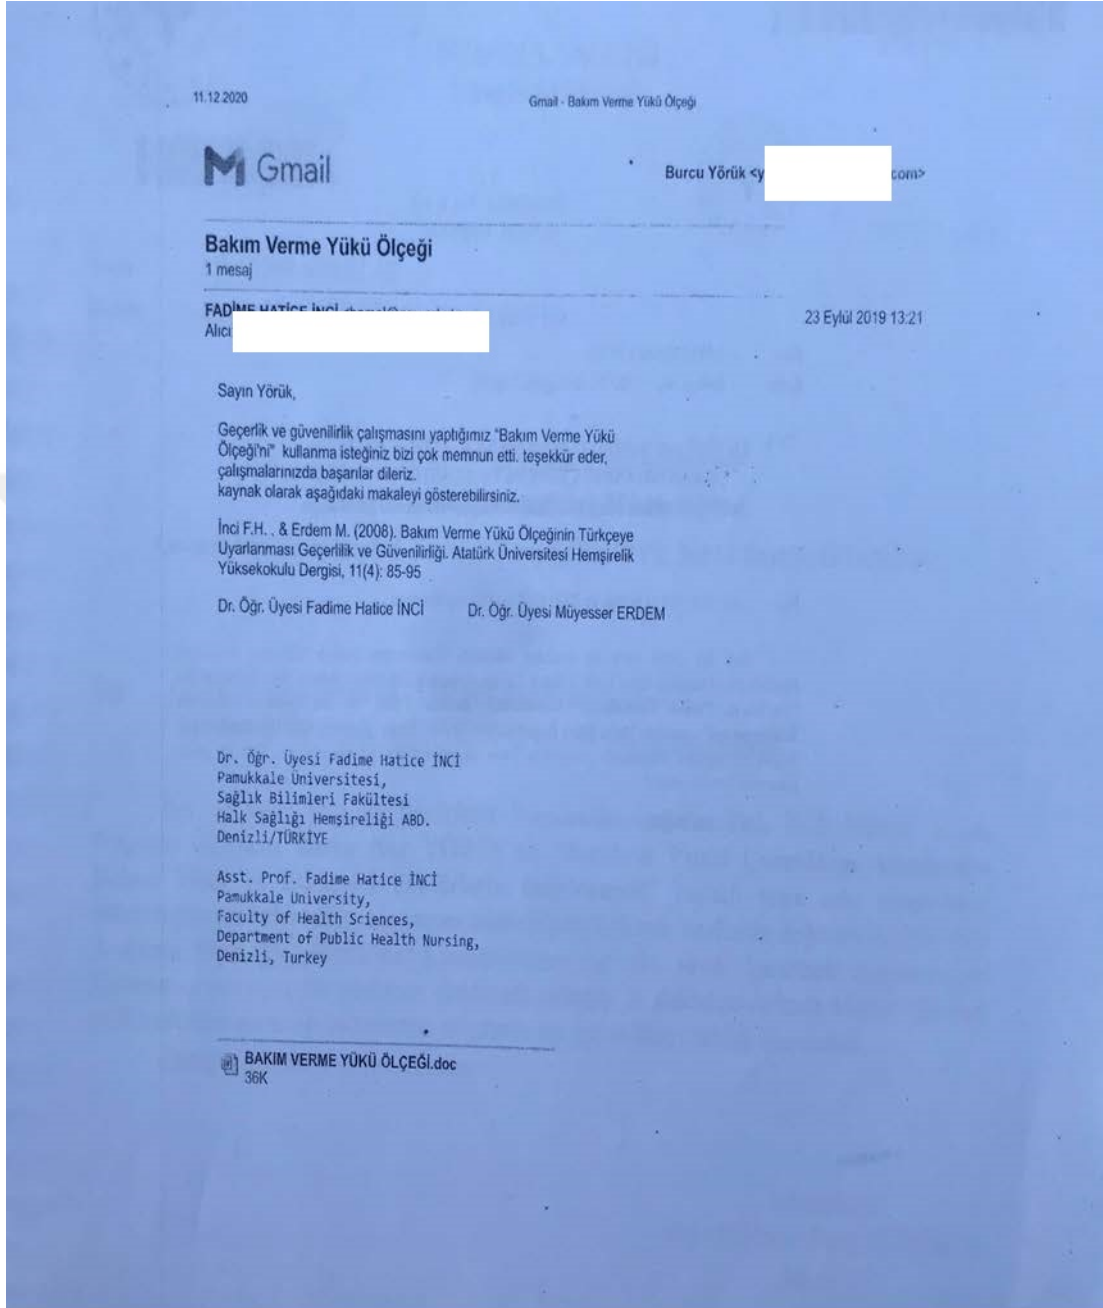 11.12.2020
Gmail - Bakım Verme Yükü Ölçeği
Gmail
Burcu Yörük <y
com>
Bakım Verme Yükü Ölçeği
1 mesaj
FADİME HATİCE İNCİ
23 Eylül 2019 13:21
Alıcı
Sayın Yörük,
Geçerlik ve güvenilirlik çalışmasını yaptığımız "Bakım Verme Yükü
Ölçeği'ni" kullanma isteğiniz bizi çok memnun etti. teşekkür eder,
çalışmalarınızda başarılar dileriz.
kaynak olarak aşağıdaki makaleyi gösterebilirsiniz.
İnci F.H. . & Erdem M. (2008). Bakım Verme Yükü Ölçeğinin Türkçeye
Uyarlanması Geçerlilik ve Güvenilirliği. Atatürk Üniversitesi Hemşirelik
Yüksekokulu Dergisi, 11(4): 85-95
Dr. Öğr. Üyesi Fadime Hatice İNCİ Dr. Öğr. Üyesi Müyesser ERDEM
Dr. Öğr. Üyesi Fadime Hatice İNCİ
Pamukkale Üniversitesi,
Sağlık Bilimleri Fakültesi
Halk Sağlığı Hemşireliği ABD.
Denizli/TÜRKİYE
Asst. Prof. Fadime Hatice İNCİ
Pamukkale University,
Faculty of Health Sciences,
Department of Public Health Nursing,
Denizli, Turkey
BAKIM VERME YÜKÜ ÖLÇEĞİ.doc
36K